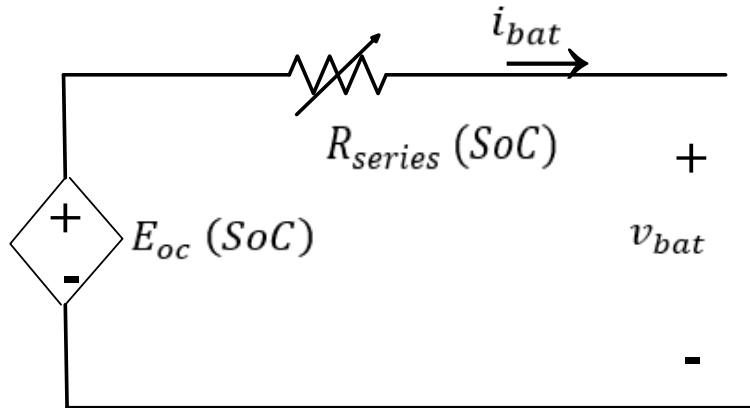 i_bat
R_series (SoC)
+
+
E_oc (SoC)
v_bat
-
-